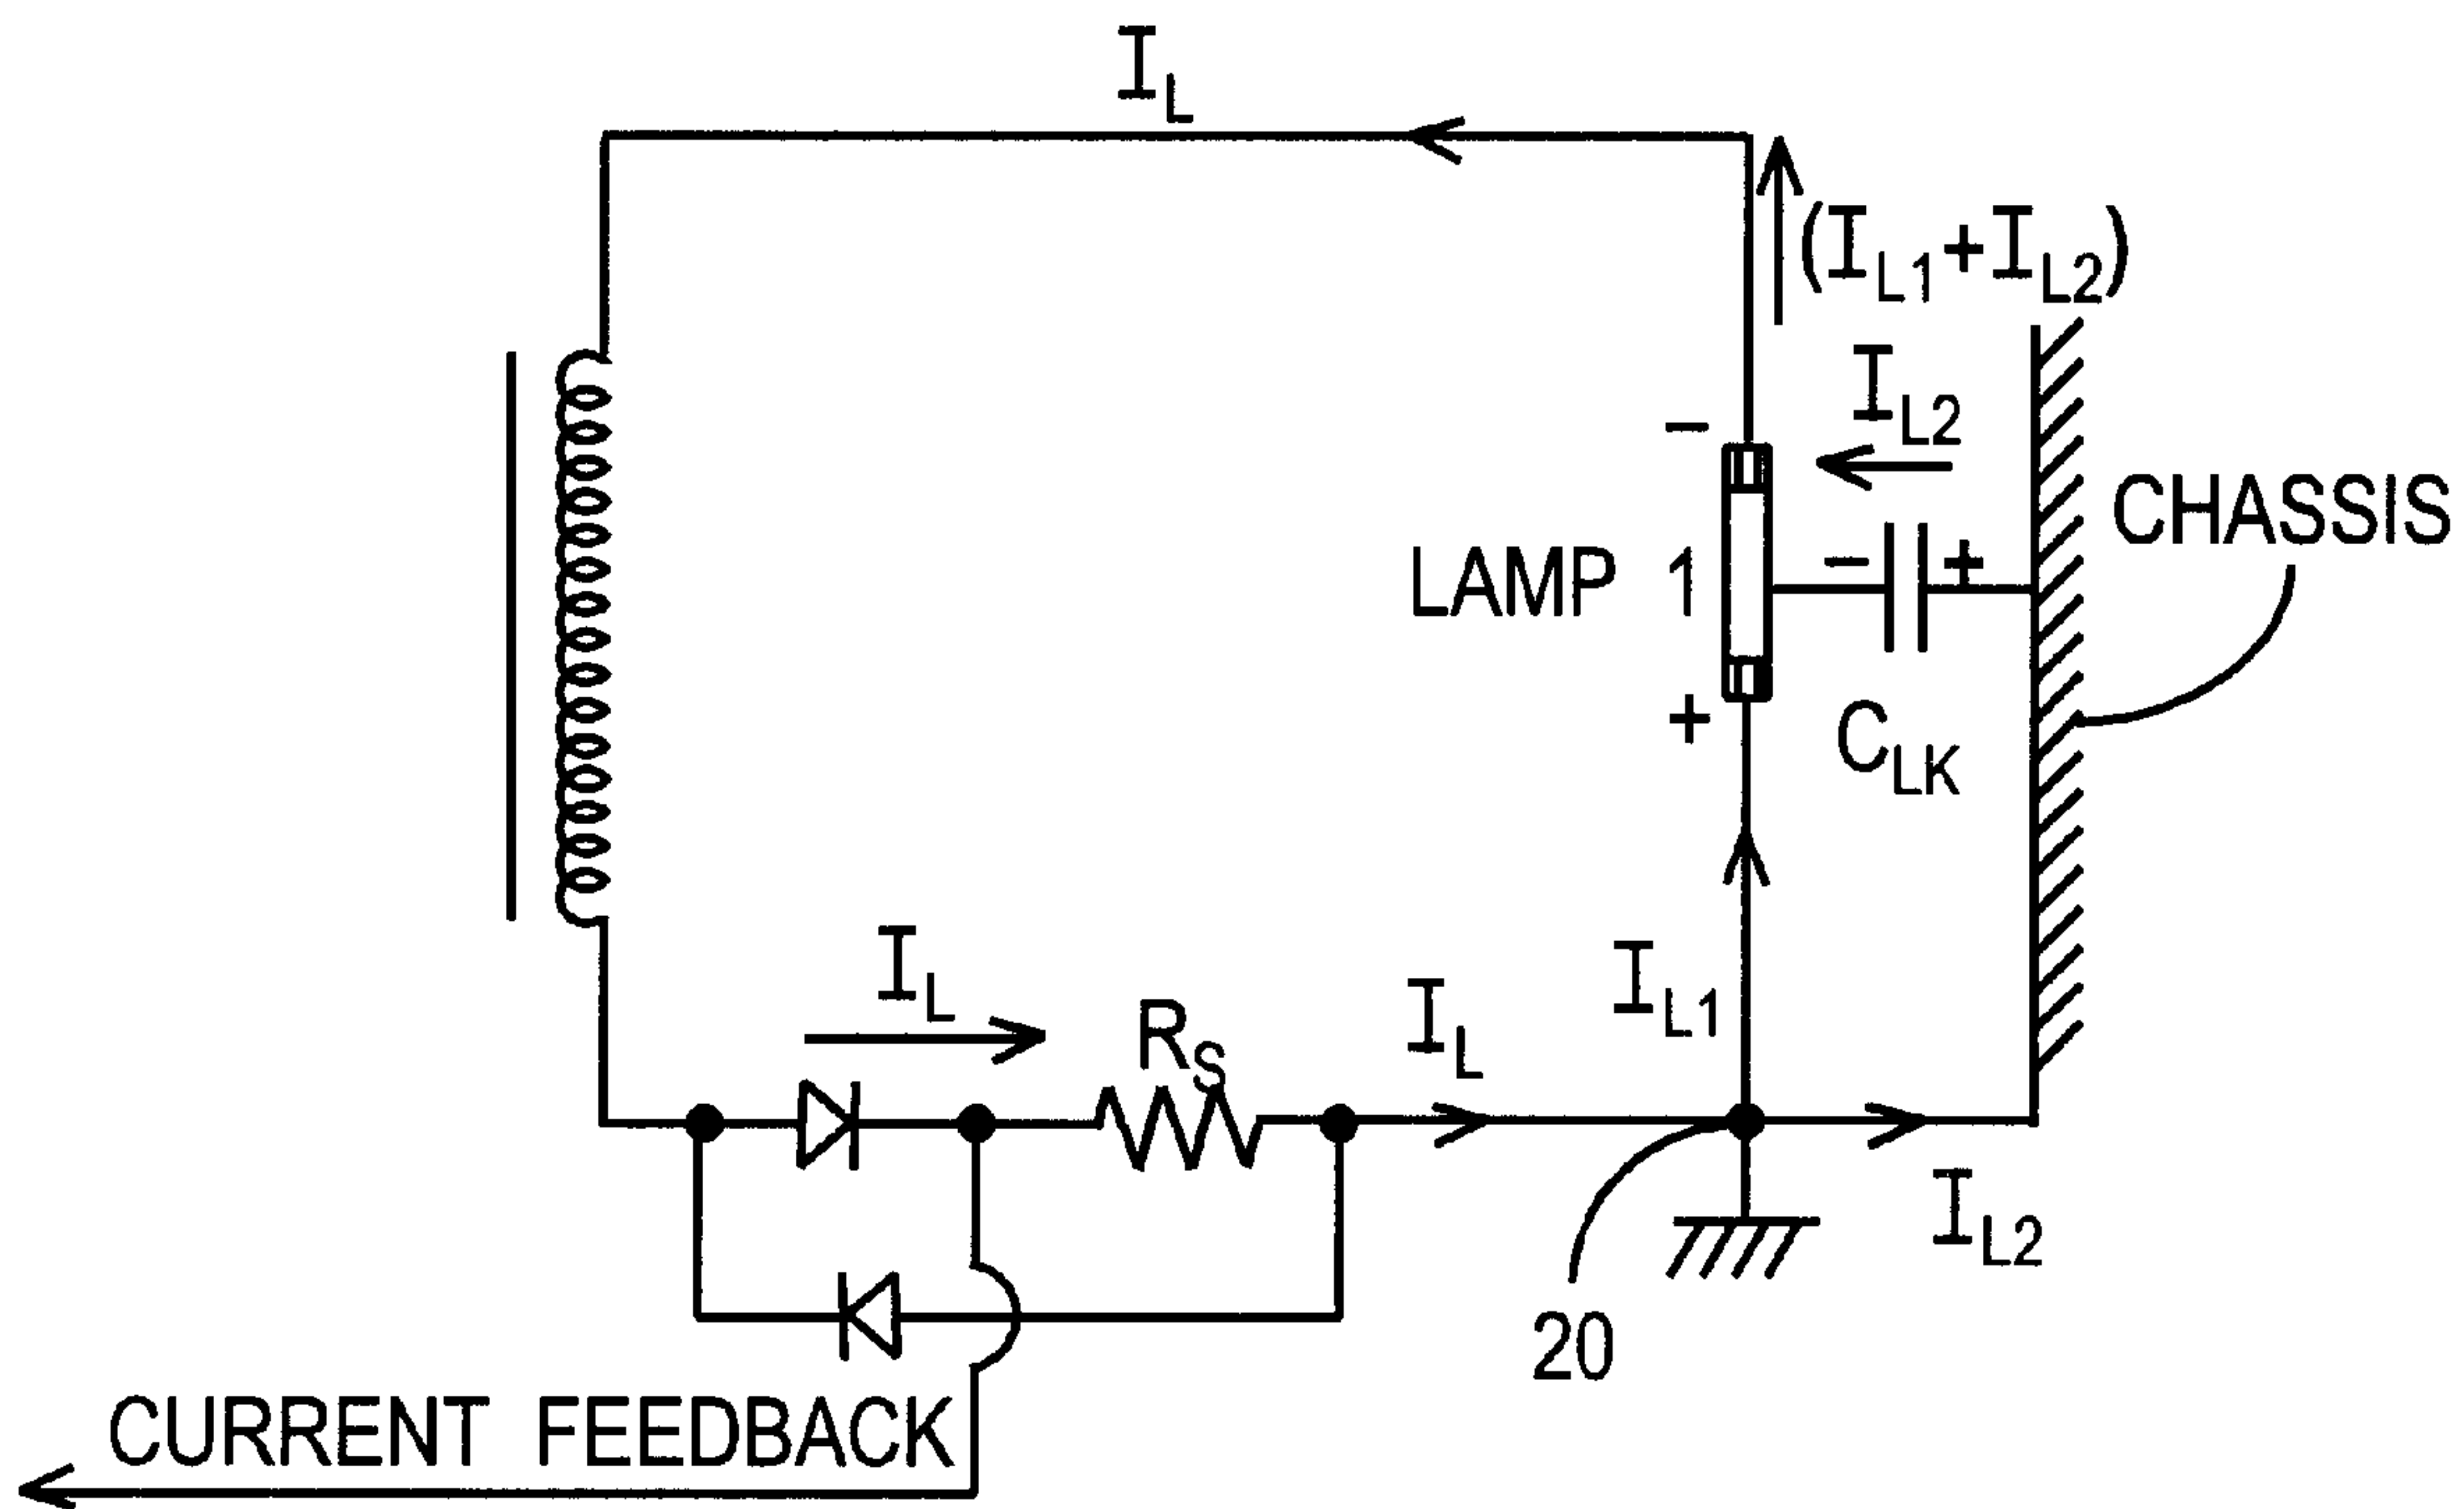 I_L
(I_L1+I_L2)
I_L2
−
CHASSIS
LAMP 1
− +
+
C_LK
I_L
R_S
I_L
I_L1
I_L2
20
CURRENT FEEDBACK